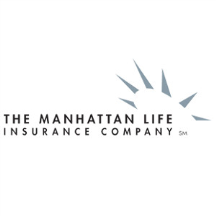 THE MANHATTAN LIFE
INSURANCE COMPANY SM